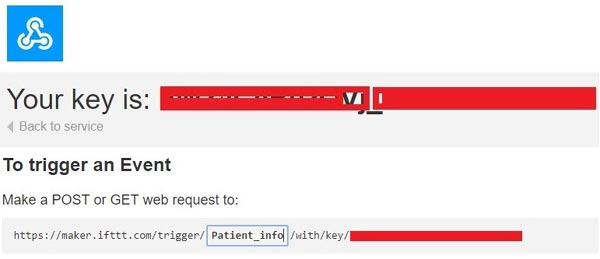 Your key is:
Back to service
To trigger an Event
Make a POST or GET web request to:
https://maker.ifttt.com/trigger/ Patient_info /with/key/